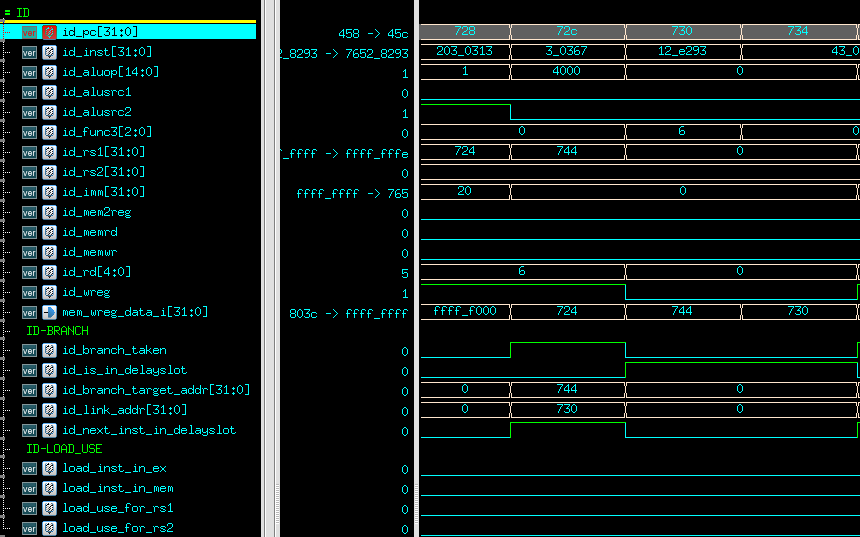 = ID
ver id_pc[31:0] 458 -> 45c 728 72c 730 734
ver id_inst[31:0] 2_8293 -> 7652_8293 203_0313 3_0367 12_e293 43_0
ver id_aluop[14:0] 1 1 4000 0
ver id_alusrc1 0
ver id_alusrc2 1
ver id_func3[2:0] 0 0 6 0
ver id_rs1[31:0] f_ffff -> ffff_fffe 724 744 0
ver id_rs2[31:0] 0
ver id_imm[31:0] ffff_ffff -> 765 20 0
ver id_mem2reg 0
ver id_memrd 0
ver id_memwr 0
ver id_rd[4:0] 5 6 0
ver id_wreg 1
ver mem_wreg_data_i[31:0] 803c -> ffff_ffff ffff_f000 724 744 730
ID-BRANCH
ver id_branch_taken 0
ver id_is_in_delayslot 0
ver id_branch_target_addr[31:0] 0 0 744 0
ver id_link_addr[31:0] 0 0 730 0
ver id_next_inst_in_delayslot 0
ID-LOAD_USE
ver load_inst_in_ex 0
ver load_inst_in_mem 0
ver load_use_for_rs1 0
ver load_use_for_rs2 0